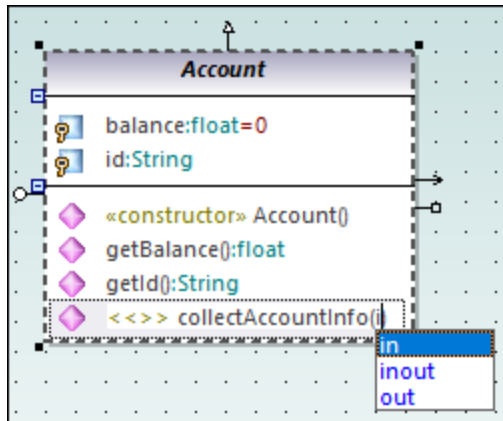 Account
balance:float=0
id:String
«constructor» Account()
getBalance():float
getId():String
<<>> collectAccountInfo(i)
in
inout
out